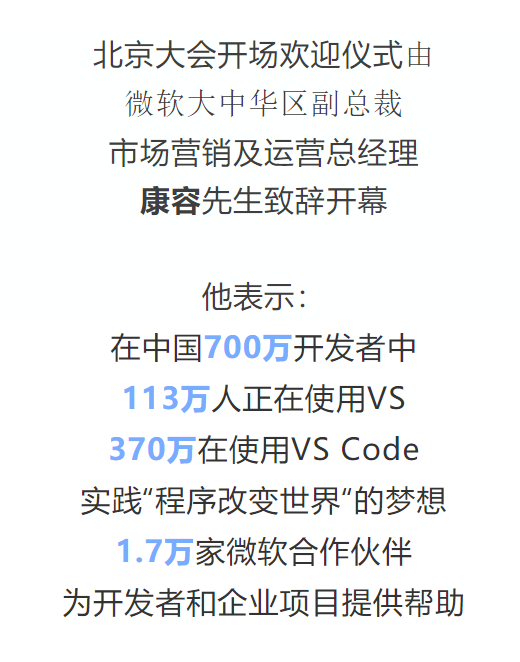 北京大会开场欢迎仪式由
微软大中华区副总裁
市场营销及运营总经理
康容先生致辞开幕
他表示：
在中国700万开发者中
113万人正在使用VS
370万在使用VS Code
实践“程序改变世界“的梦想
1.7万家微软合作伙伴
为开发者和企业项目提供帮助